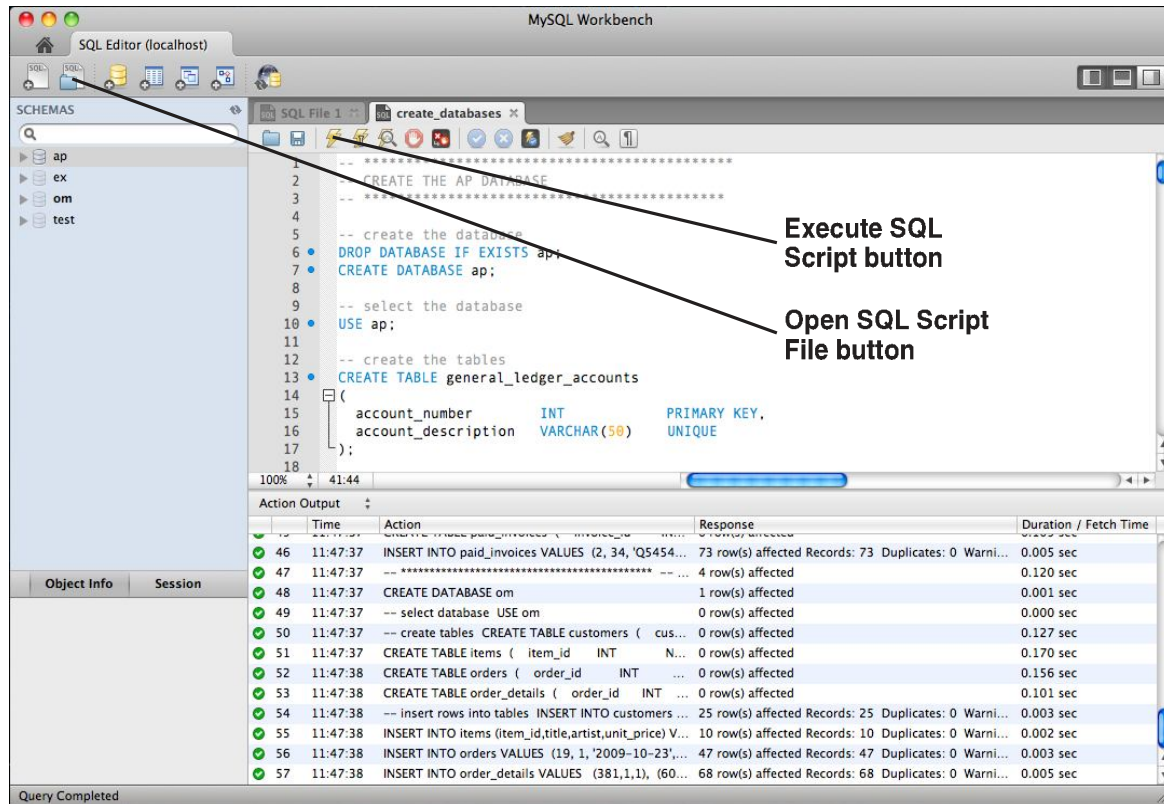 MySQL Workbench
SQL Editor (localhost)
SCHEMAS
ap
ex
om
test
Object Info Session
SQL File 1
create_databases
1 -- *********************************************
2 -- CREATE THE AP DATABASE
3 -- *********************************************
4
5 -- create the database
6 DROP DATABASE IF EXISTS ap;
7 CREATE DATABASE ap;
8
9 -- select the database
10 USE ap;
11
12 -- create the tables
13 CREATE TABLE general_ledger_accounts
14 (
15 account_number INT PRIMARY KEY,
16 account_description VARCHAR(50) UNIQUE
17 );
18
Execute SQL
Script button
Open SQL Script
File button
100% 41:44
Action Output
Time Action Response Duration / Fetch Time
46 11:47:37 INSERT INTO paid_invoices VALUES (2, 34, 'Q5454... 73 row(s) affected Records: 73 Duplicates: 0 Warni... 0.005 sec
47 11:47:37 -- ****************************************** -- ... 4 row(s) affected 0.120 sec
48 11:47:37 CREATE DATABASE om 1 row(s) affected 0.001 sec
49 11:47:37 -- select database USE om 0 row(s) affected 0.000 sec
50 11:47:37 -- create tables CREATE TABLE customers ( cus... 0 row(s) affected 0.127 sec
51 11:47:37 CREATE TABLE items ( item_id INT N... 0 row(s) affected 0.170 sec
52 11:47:38 CREATE TABLE orders ( order_id INT ... 0 row(s) affected 0.156 sec
53 11:47:38 CREATE TABLE order_details ( order_id INT ... 0 row(s) affected 0.101 sec
54 11:47:38 -- insert rows into tables INSERT INTO customers ... 25 row(s) affected Records: 25 Duplicates: 0 Warni... 0.003 sec
55 11:47:38 INSERT INTO items (item_id,title,artist,unit_price) V... 10 row(s) affected Records: 10 Duplicates: 0 Warni... 0.002 sec
56 11:47:38 INSERT INTO orders VALUES (19, 1, '2009-10-23',... 47 row(s) affected Records: 47 Duplicates: 0 Warni... 0.003 sec
57 11:47:38 INSERT INTO order_details VALUES (381,1,1), (60... 68 row(s) affected Records: 68 Duplicates: 0 Warni... 0.005 sec
Query Completed